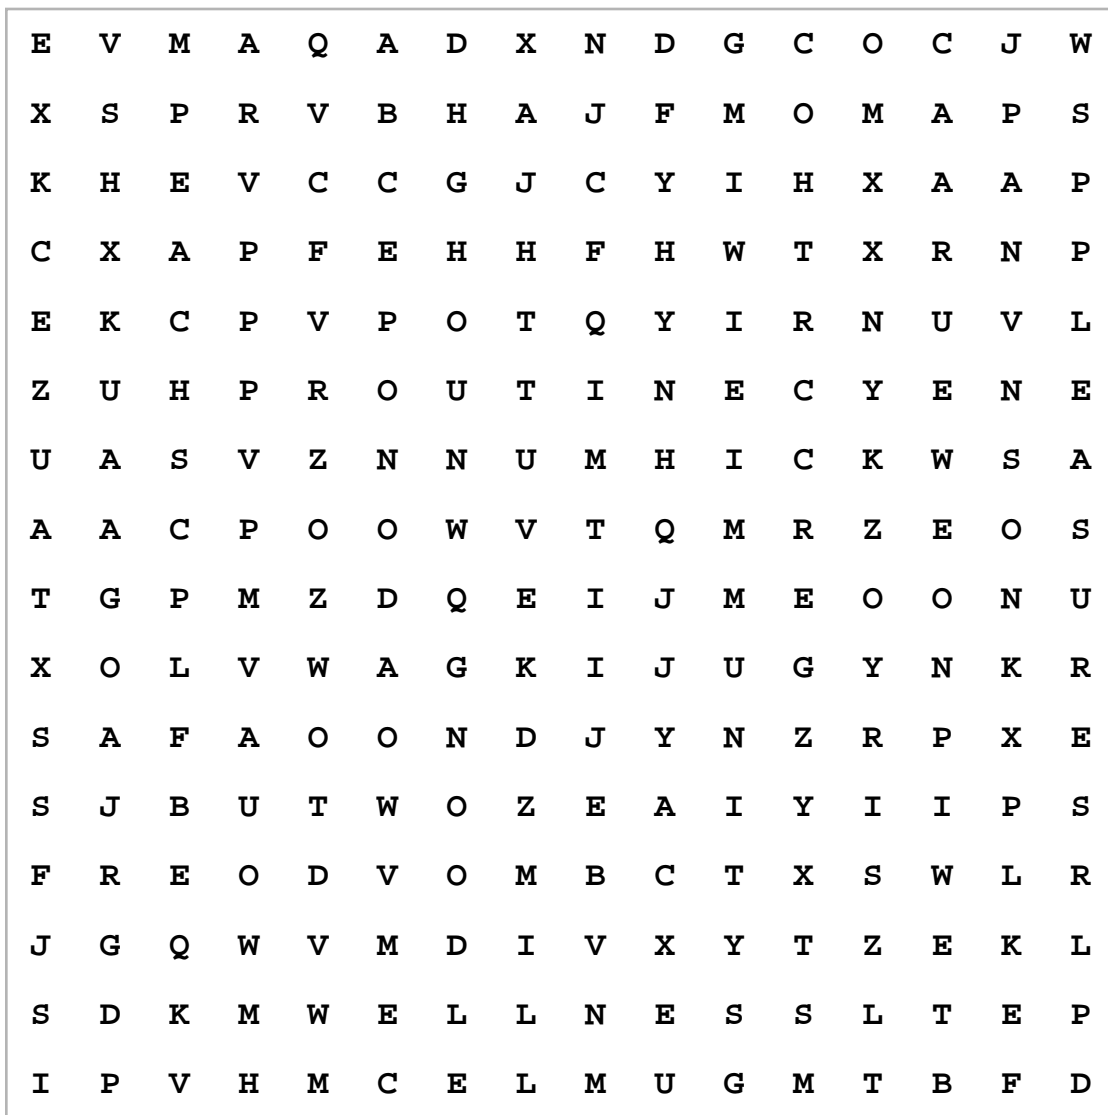 E V M A Q A D X N D G C O C J W
X S P R V B H A J F M O M A P S
K H E V C C G J C Y I H X A A P
C X A P F E H H F H W T X R N P
E K C P V P O T Q Y I R N U V L
Z U H P R O U T I N E C Y E N E
U A S V Z N N U M H I C K W S A
A A C P O O W V T Q M R Z E O S
T G P M Z D Q E I J M E O O N U
X O L V W A G K I J U G Y N K R
S A F A O O N D J Y N Z R P X E
S J B U T W O Z E A I Y I I P S
F R E O D V O M B C T X S W L R
J G Q W V M D I V X Y T Z E K L
S D K M W E L L N E S S L T E P
I P V H M C E L M U G M T B F D